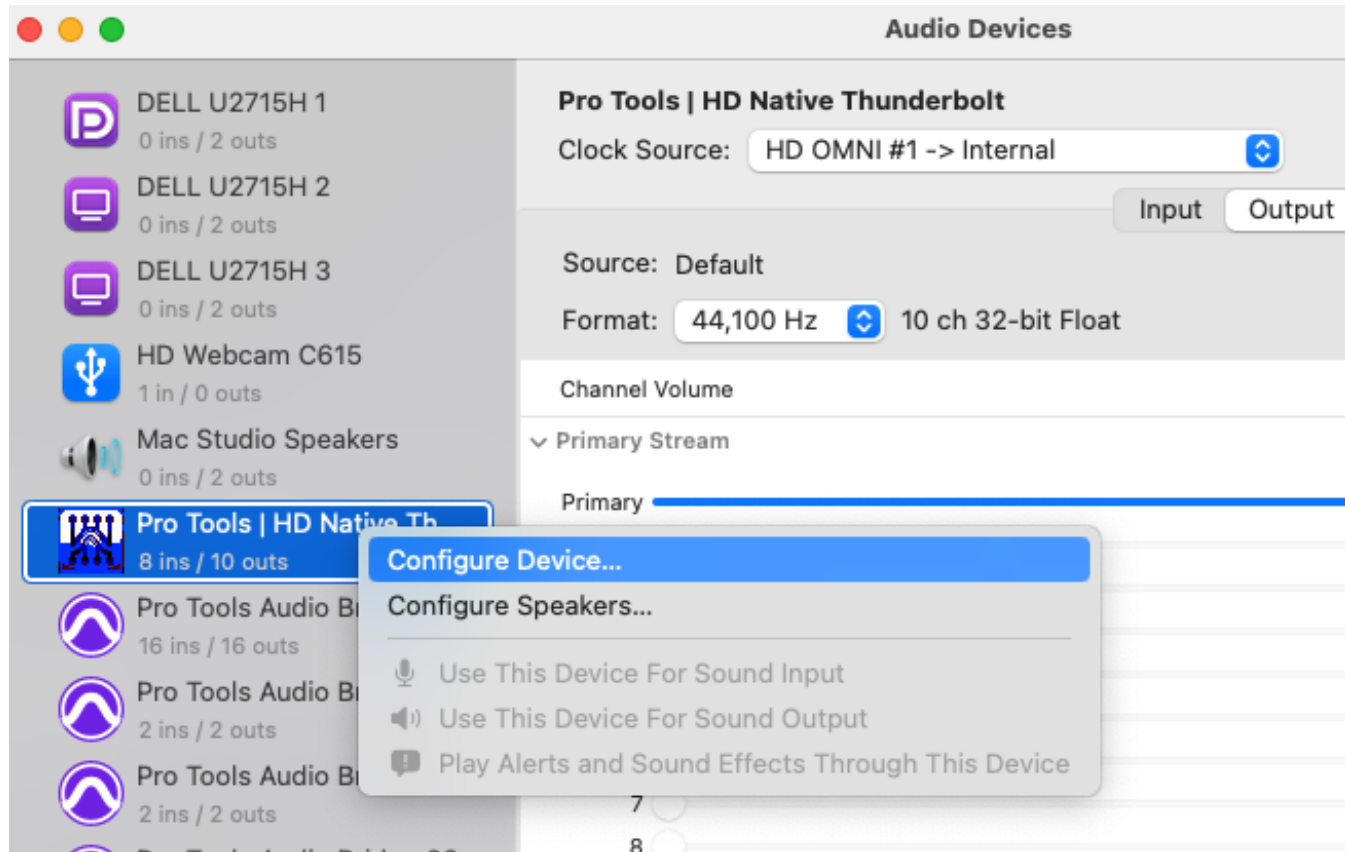 Audio Devices
DELL U2715H 1
0 ins / 2 outs
DELL U2715H 2
0 ins / 2 outs
DELL U2715H 3
0 ins / 2 outs
HD Webcam C615
1 in / 0 outs
Mac Studio Speakers
0 ins / 2 outs
Pro Tools | HD Native Th...
8 ins / 10 outs
Pro Tools Audio
16 ins / 16 outs
Pro Tools Audio
2 ins / 2 outs
Pro Tools Audio
2 ins / 2 outs
Pro Tools | HD Native Thunderbolt
Clock Source: HD OMNI #1 -> Internal
Input Output
Source: Default
Format: 44,100 Hz 10 ch 32-bit Float
Channel Volume
Primary Stream
Primary
Configure Device...
Configure Speakers...
Use This Device For Sound Input
Use This Device For Sound Output
Play Alerts and Sound Effects Through This Device
7
8